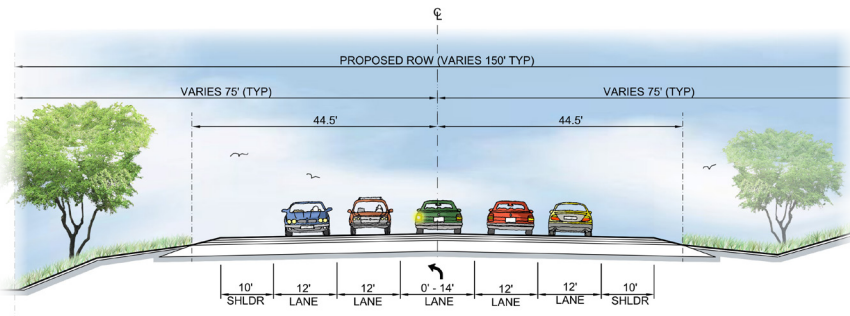 ℄
PROPOSED ROW (VARIES 150' TYP)
VARIES 75' (TYP) VARIES 75' (TYP)
44.5' 44.5'
10' 12' 12' 0' - 14' 12' 12' 10'
SHLDR LANE LANE LANE LANE LANE SHLDR